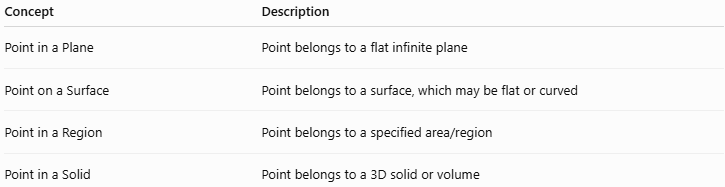 Concept Description
Point in a Plane Point belongs to a flat infinite plane
Point on a Surface Point belongs to a surface, which may be flat or curved
Point in a Region Point belongs to a specified area/region
Point in a Solid Point belongs to a 3D solid or volume